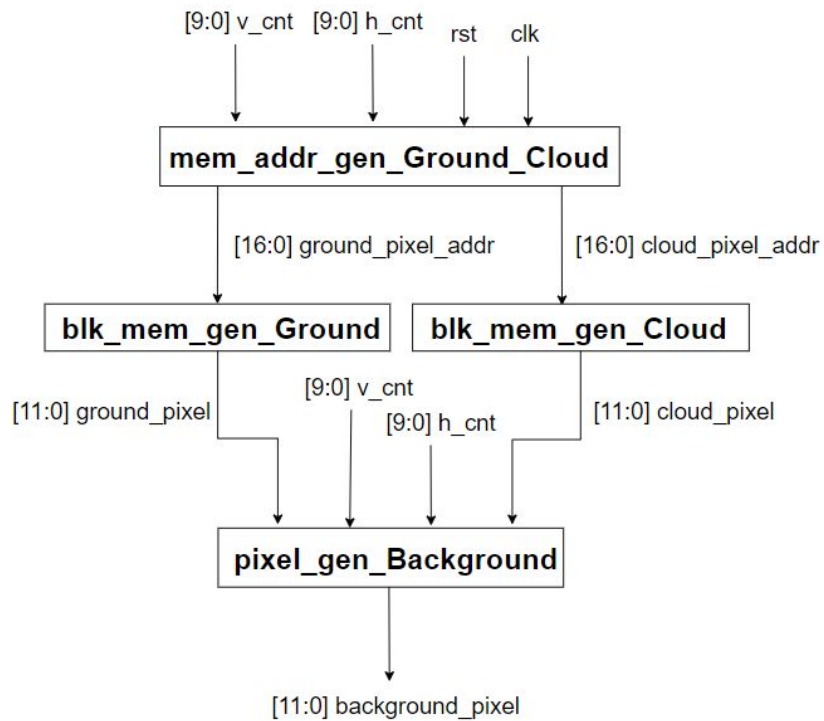 [9:0] v_cnt
[9:0] h_cnt
rst
clk
mem_addr_gen_Ground_Cloud
[16:0] ground_pixel_addr
[16:0] cloud_pixel_addr
blk_mem_gen_Ground
blk_mem_gen_Cloud
[11:0] ground_pixel
[9:0] v_cnt
[9:0] h_cnt
[11:0] cloud_pixel
pixel_gen_Background
[11:0] background_pixel